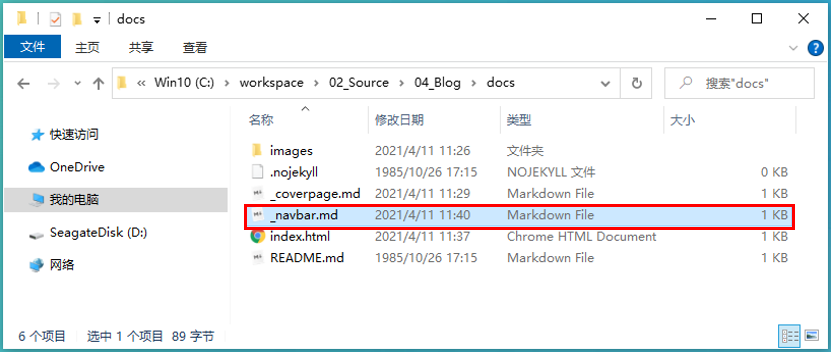 docs
文件 主页 共享 查看
« Win10 (C:) › workspace › 02_Source › 04_Blog › docs 搜索"docs"
名称 修改日期 类型 大小
快速访问
OneDrive
我的电脑
SeagateDisk (D:)
网络
images 2021/4/11 11:26 文件夹
.nojekyll 1985/10/26 17:15 NOJEKYLL 文件 0 KB
_coverpage.md 2021/4/11 11:29 Markdown File 1 KB
_navbar.md 2021/4/11 11:40 Markdown File 1 KB
index.html 2021/4/11 11:37 Chrome HTML Document 1 KB
README.md 1985/10/26 17:15 Markdown File 1 KB
6 个项目 选中 1 个项目 89 字节